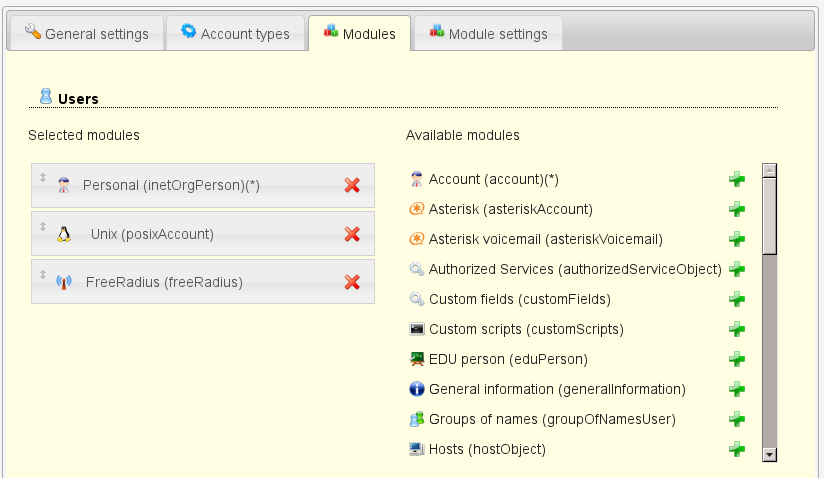 General settings
Account types
Modules
Module settings
Users
Selected modules
Available modules
Personal (inetOrgPerson)(*)
Unix (posixAccount)
FreeRadius (freeRadius)
Account (account)(*)
Asterisk (asteriskAccount)
Asterisk voicemail (asteriskVoicemail)
Authorized Services (authorizedServiceObject)
Custom fields (customFields)
Custom scripts (customScripts)
EDU person (eduPerson)
General information (generalInformation)
Groups of names (groupOfNamesUser)
Hosts (hostObject)